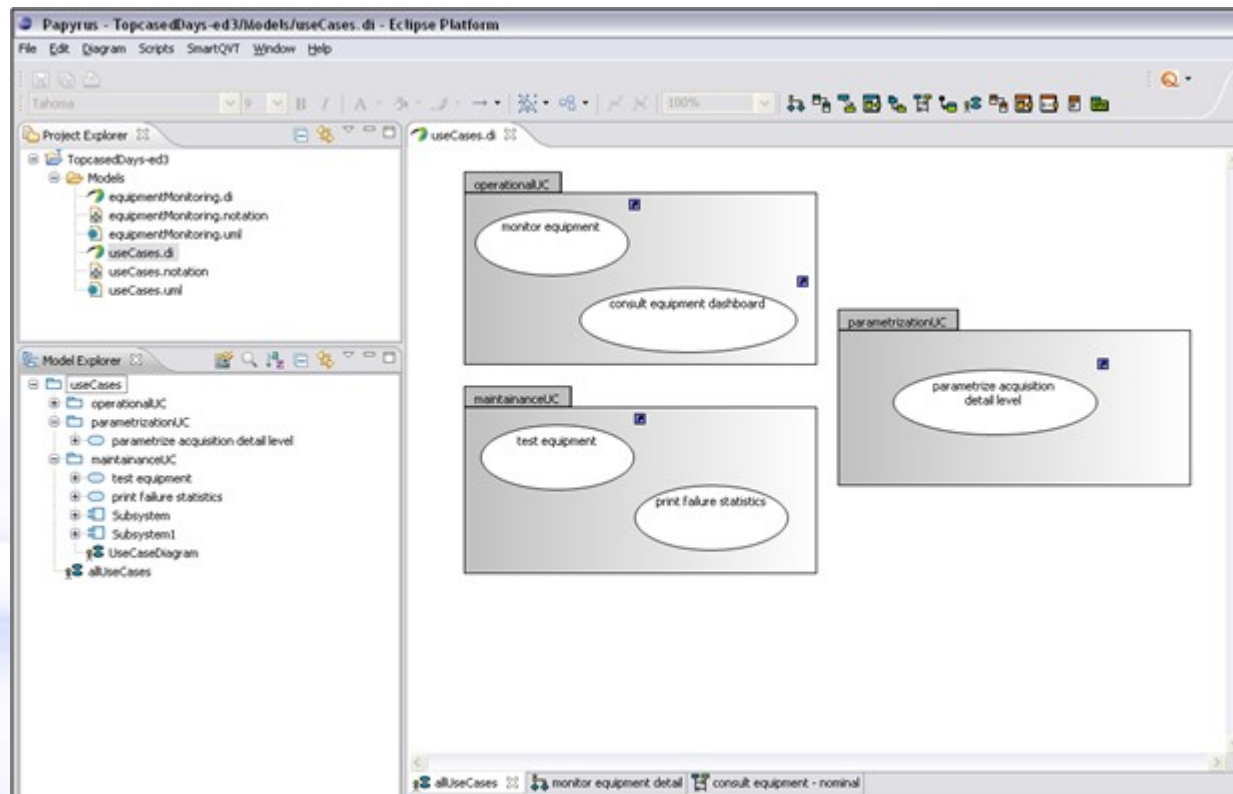 Papyrus - TopcasedDays-ed3/Models/useCases.di - Eclipse Platform
File Edit Diagram Scripts SmartQVT Window Help
Tahoma 9 B I A 100%
Project Explorer
TopcasedDays-ed3
Models
equipmentMonitoring.di
equipmentMonitoring.notation
equipmentMonitoring.uml
useCases.di
useCases.notation
useCases.uml
Model Explorer
useCases
operationalUC
parametrizationUC
parametrize acquisition detail level
maintainanceUC
test equipment
print failure statistics
Subsystem
Subsystem1
UseCaseDiagram
allUseCases
useCases.di
operationalUC
monitor equipment
consult equipment dashboard
parametrizationUC
parametrize acquisition
detail level
maintainanceUC
test equipment
print failure statistics
allUseCases monitor equipment detail consult equipment - nominal